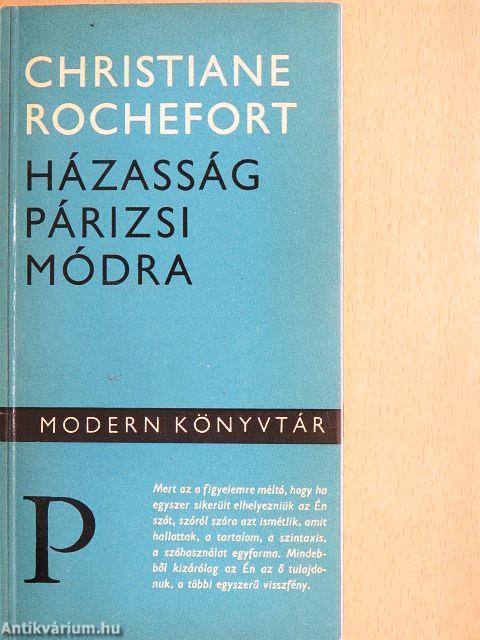 CHRISTIANE
ROCHEFORT
HÁZASSÁG
PÁRIZSI
MÓDRA
MODERN KÖNYVTÁR
P
Mert az a figyelemre méltó, hogy ha
egyszer sikerült elhelyezniük az Én
szót, szóról szóra azt ismétlik, amit
hallottak, a tartalom, a szintaxis,
a szóhasználat egyforma. Mindeb-
ből kizárólag az Én az ő tulajdo-
nuk, a többi egyszerű visszfény.
Antikvárium.hu